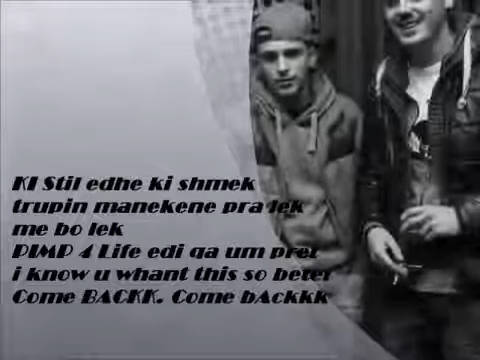 KI Stil edhe ki shmek
trupin manekene pra lek
me bo lek
PIMP 4 Life edi qa um pret
i know u whant this so beter
Come BACKK. Come bAckkk